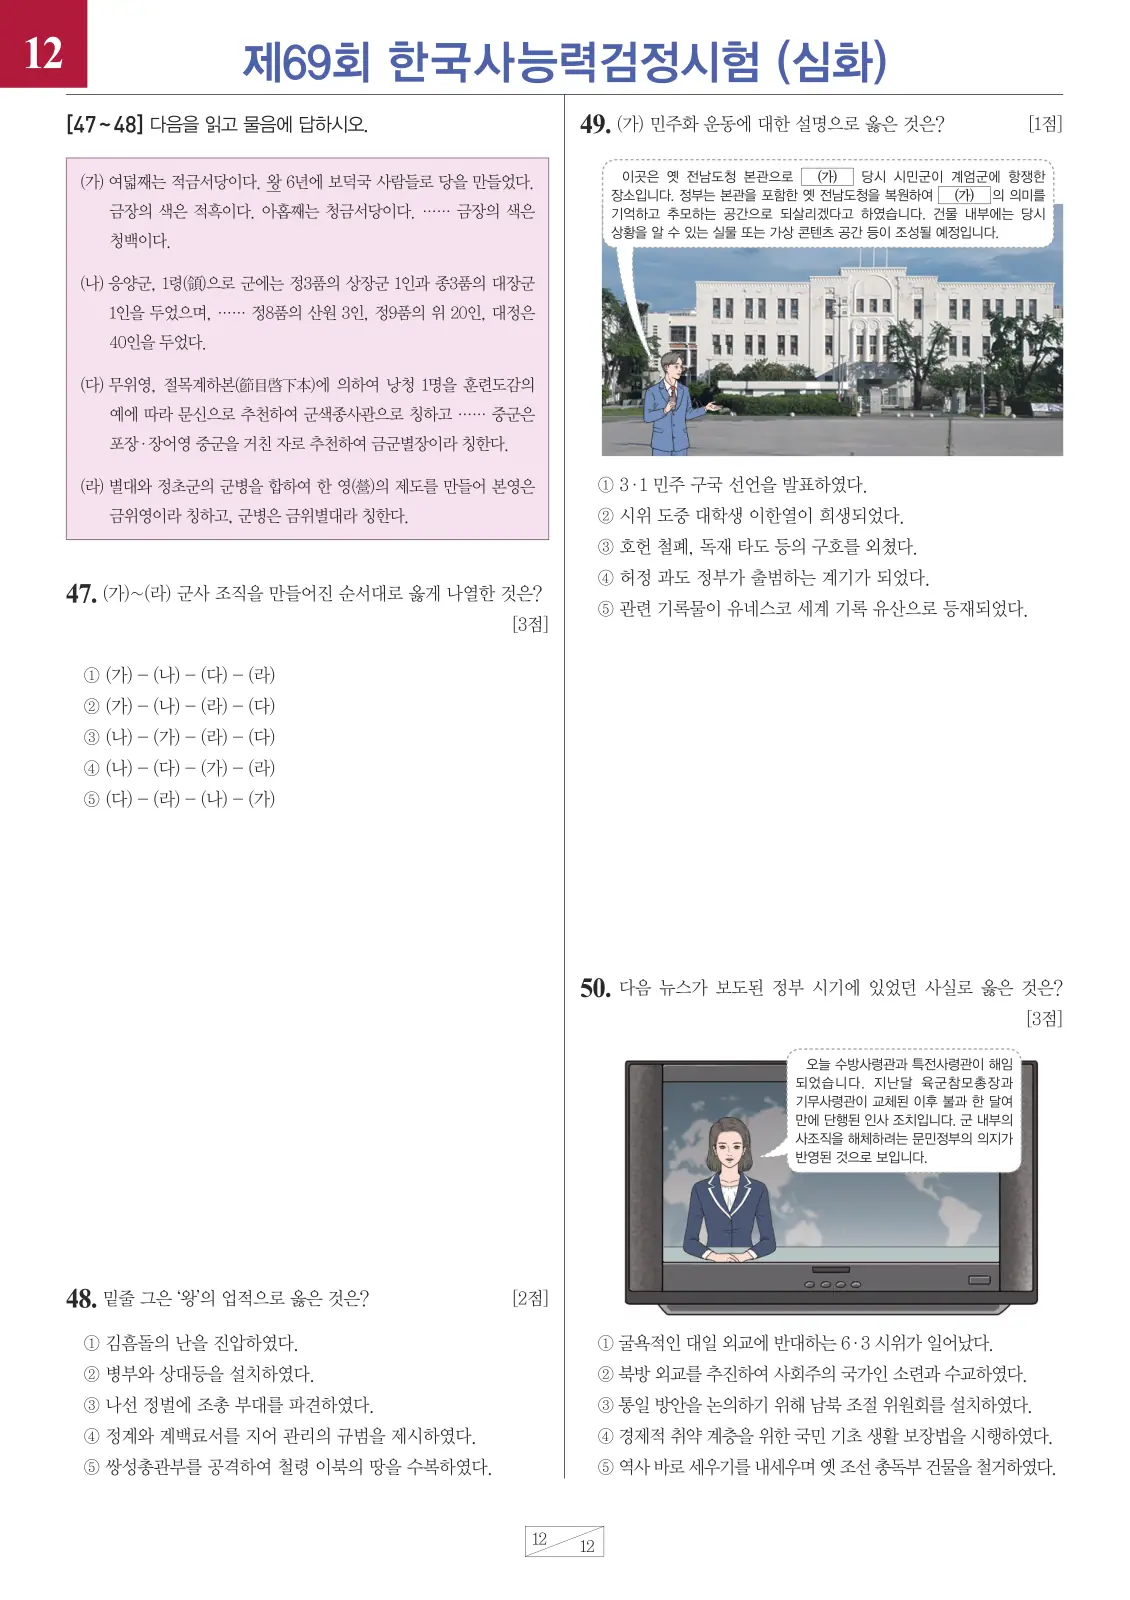 12
제69회 한국사능력검정시험 (심화)
[47~48] 다음을 읽고 물음에 답하시오.
(가) 여덟째는 적금서당이다. 왕 6년에 보덕국 사람들로 당을 만들었다.
금장의 색은 적흑이다. 아홉째는 청금서당이다. …… 금장의 색은
청백이다.
(나) 응양군, 1령(領)으로 군에는 정3품의 상장군 1인과 종3품의 대장군
1인을 두었으며, …… 정8품의 산원 3인, 정9품의 위 20인, 대정은
40인을 두었다.
(다) 무위영, 절목계하본(節目啓下本)에 의하여 낭청 1명을 훈련도감의
예에 따라 문신으로 추천하여 군색종사관으로 칭하고 …… 중군은
포장·장어영 중군을 거친 자로 추천하여 금군별장이라 칭한다.
(라) 별대와 정초군의 군병을 합하여 한 영(營)의 제도를 만들어 본영은
금위영이라 칭하고, 군병은 금위별대라 칭한다.
47. (가)~(라) 군사 조직을 만들어진 순서대로 옳게 나열한 것은?
[3점]
① (가) – (나) – (다) – (라)
② (가) – (나) – (라) – (다)
③ (나) – (가) – (라) – (다)
④ (나) – (다) – (가) – (라)
⑤ (다) – (라) – (나) – (가)
48. 밑줄 그은 ‘왕’의 업적으로 옳은 것은? [2점]
① 김흠돌의 난을 진압하였다.
② 병부와 상대등을 설치하였다.
③ 나선 정벌에 조총 부대를 파견하였다.
④ 정계와 계백료서를 지어 관리의 규범을 제시하였다.
⑤ 쌍성총관부를 공격하여 철령 이북의 땅을 수복하였다.
49. (가) 민주화 운동에 대한 설명으로 옳은 것은? [1점]
이곳은 옛 전남도청 본관으로 (가) 당시 시민군이 계엄군에 항쟁한
장소입니다. 정부는 본관을 포함한 옛 전남도청을 복원하여 (가) 의 의미를
기억하고 추모하는 공간으로 되살리겠다고 하였습니다. 건물 내부에는 당시
상황을 알 수 있는 실물 또는 가상 콘텐츠 공간 등이 조성될 예정입니다.
① 3·1 민주 구국 선언을 발표하였다.
② 시위 도중 대학생 이한열이 희생되었다.
③ 호헌 철폐, 독재 타도 등의 구호를 외쳤다.
④ 허정 과도 정부가 출범하는 계기가 되었다.
⑤ 관련 기록물이 유네스코 세계 기록 유산으로 등재되었다.
50. 다음 뉴스가 보도된 정부 시기에 있었던 사실로 옳은 것은?
[3점]
오늘 수방사령관과 특전사령관이 해임
되었습니다. 지난달 육군참모총장과
기무사령관이 교체된 이후 불과 한 달여
만에 단행된 인사 조치입니다. 군 내부의
사조직을 해체하려는 문민정부의 의지가
반영된 것으로 보입니다.
① 굴욕적인 대일 외교에 반대하는 6·3 시위가 일어났다.
② 북방 외교를 추진하여 사회주의 국가인 소련과 수교하였다.
③ 통일 방안을 논의하기 위해 남북 조절 위원회를 설치하였다.
④ 경제적 취약 계층을 위한 국민 기초 생활 보장법을 시행하였다.
⑤ 역사 바로 세우기를 내세우며 옛 조선 총독부 건물을 철거하였다.
12
12